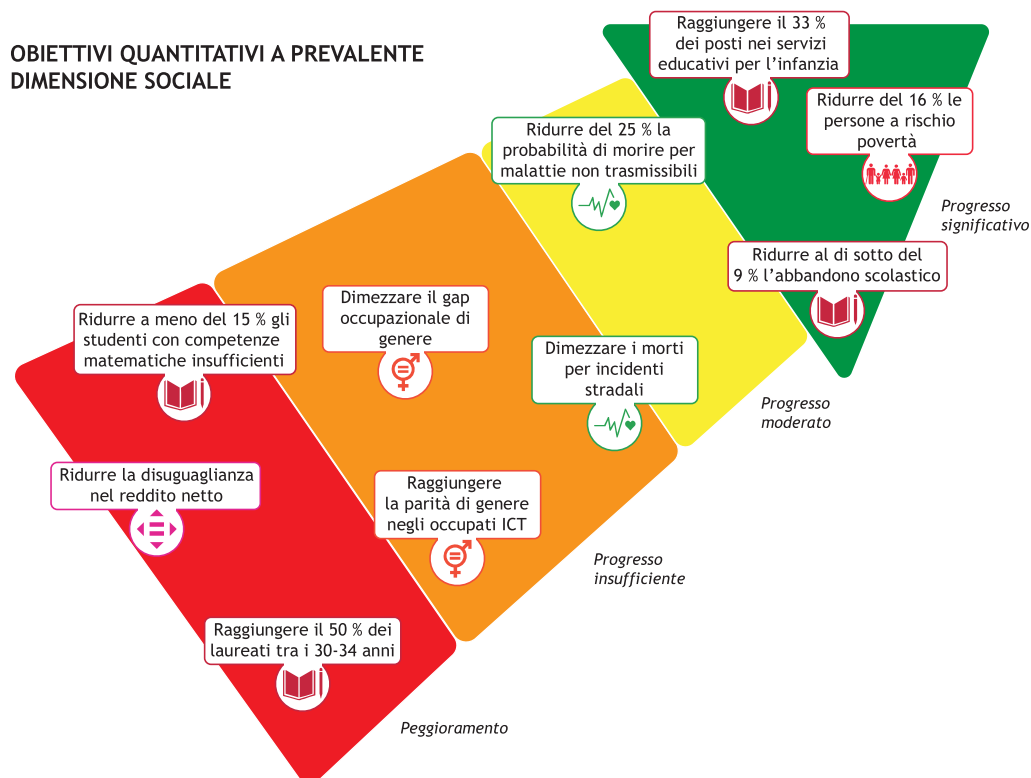 OBIETTIVI QUANTITATIVI A PREVALENTE
DIMENSIONE SOCIALE
Raggiungere il 33 %
dei posti nei servizi
educativi per l'infanzia
Ridurre del 16 % le
persone a rischio
povertà
Ridurre del 25 % la
probabilità di morire per
malattie non trasmissibili
Progresso
significativo
Ridurre al di sotto del
9 % l'abbandono scolastico
Dimezzare il gap
occupazionale di
genere
Ridurre a meno del 15 % gli
studenti con competenze
matematiche insufficienti
Dimezzare i morti
per incidenti
stradali
Progresso
moderato
Ridurre la disuguaglianza
nel reddito netto
Raggiungere
la parità di genere
negli occupati ICT
Progresso
insufficiente
Raggiungere il 50 % dei
laureati tra i 30-34 anni
Peggioramento